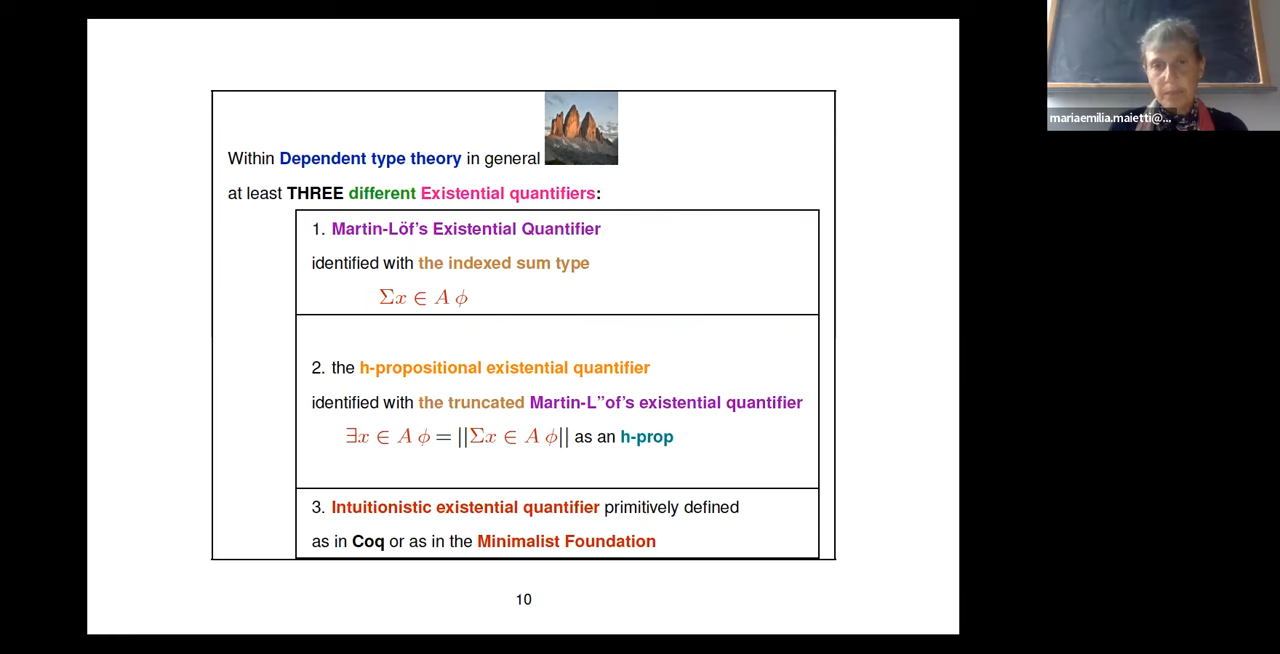 Within Dependent type theory in general
at least THREE different Existential quantifiers:
1. Martin-Löf's Existential Quantifier
identified with the indexed sum type
Σx ∈ A ϕ
2. the h-propositional existential quantifier
identified with the truncated Martin-L"of's existential quantifier
∃x ∈ A ϕ = ||Σx ∈ A ϕ|| as an h-prop
3. Intuitionistic existential quantifier primitively defined
as in Coq or as in the Minimalist Foundation
10
mariaemilia.maietti@...